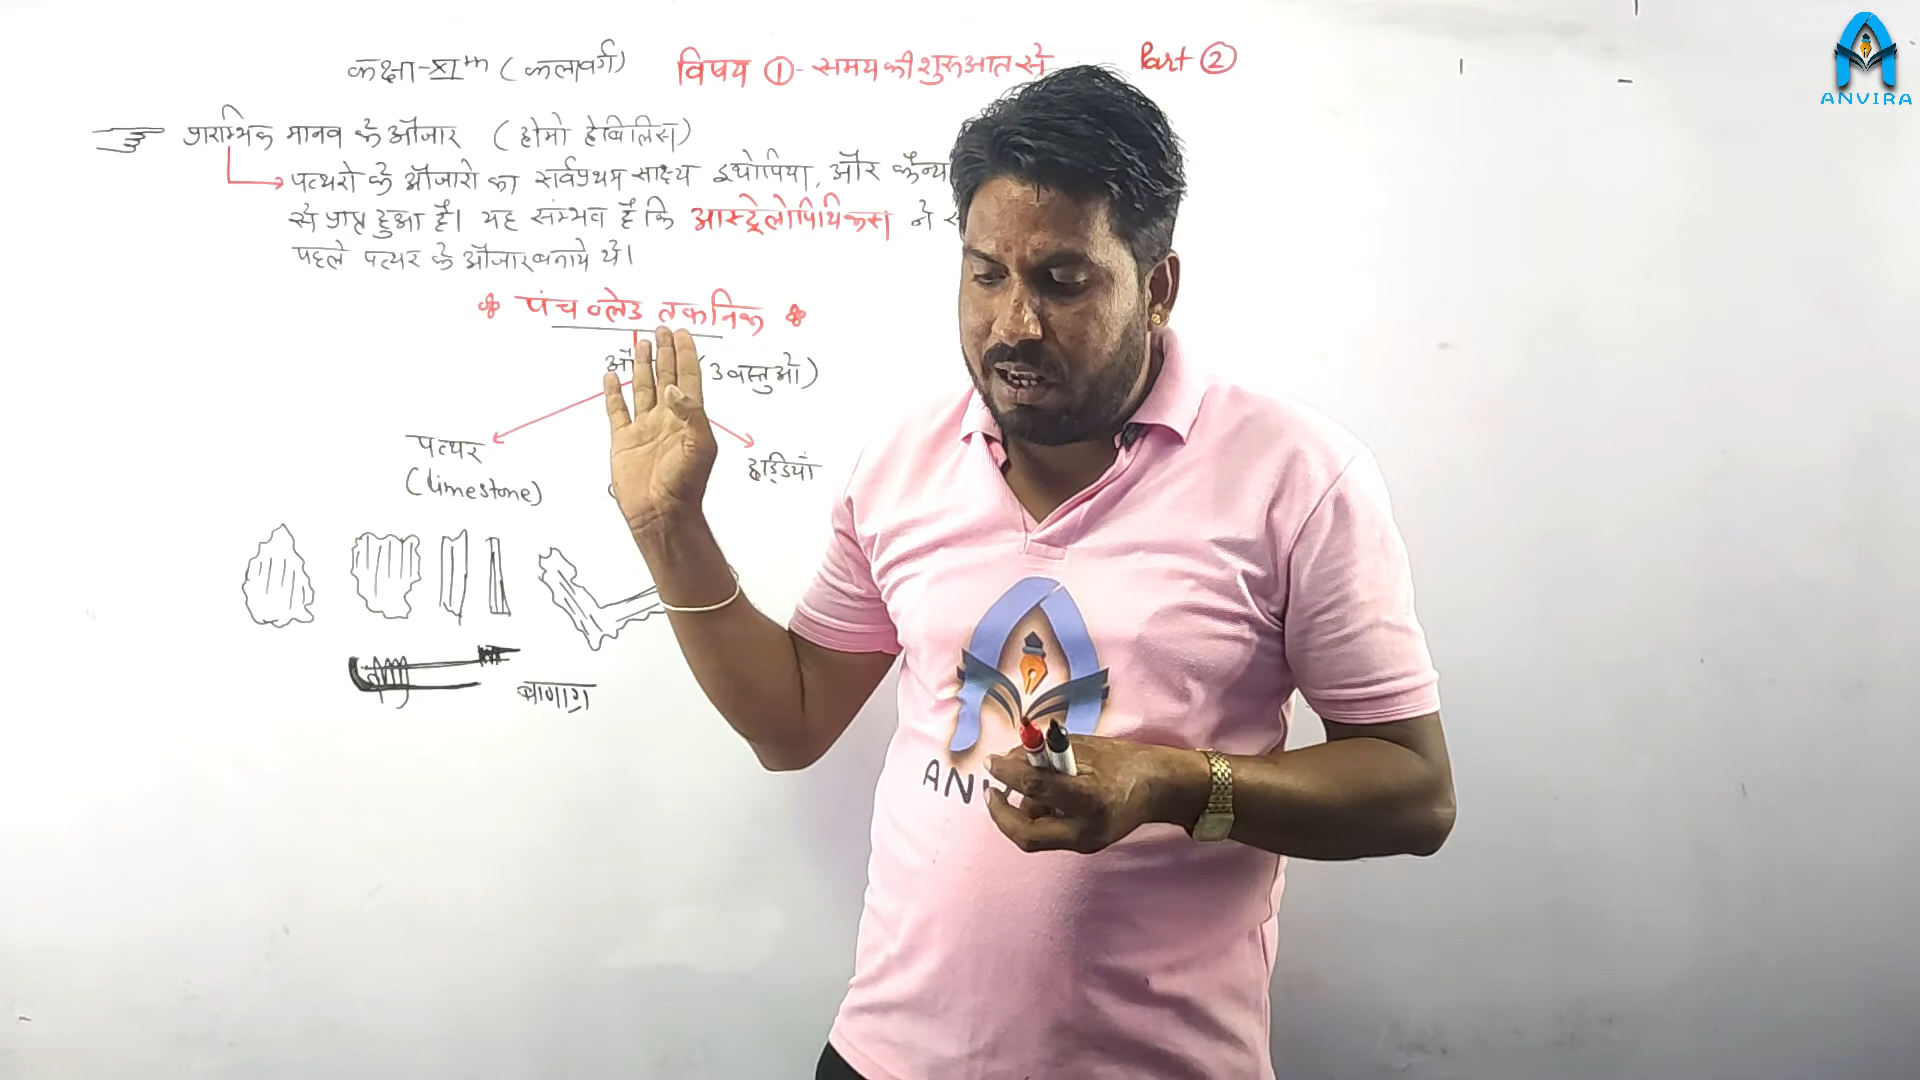 कक्षा-XIth (कलावर्ग) विषय ①- समय की शुरुआत से Part ②
प्रारम्भिक मानव के औजार (होमो हेबिलिस)
पत्थरो के औजारो का सर्वप्रथम साक्ष्य इथोपिया, और केन्या
से प्राप्त हुआ है। यह संम्भव है कि आस्ट्रेलोपिथिकस ने
पहले पत्थर के औजार बनाये थे।
पंच ब्लेड तकनिक
(3 वस्तुओ)
पत्थर
(limestone)
हड्डियाँ
ANVIRA